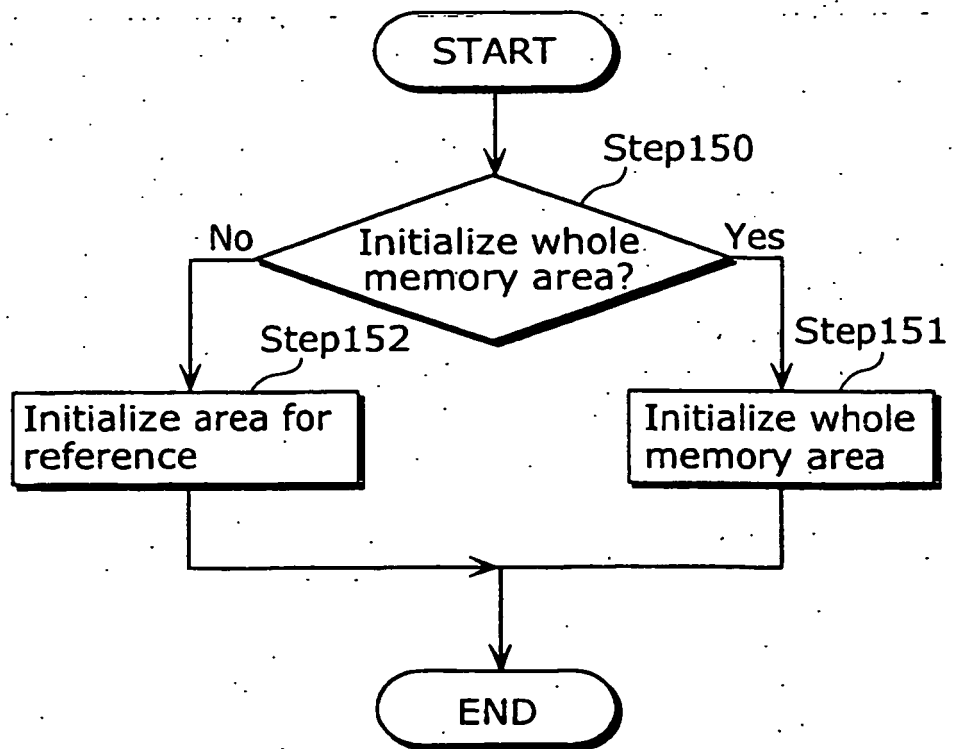 START
Step150
No
Yes
Initialize whole
memory area?
Step152
Step151
Initialize area for
reference
Initialize whole
memory area
END